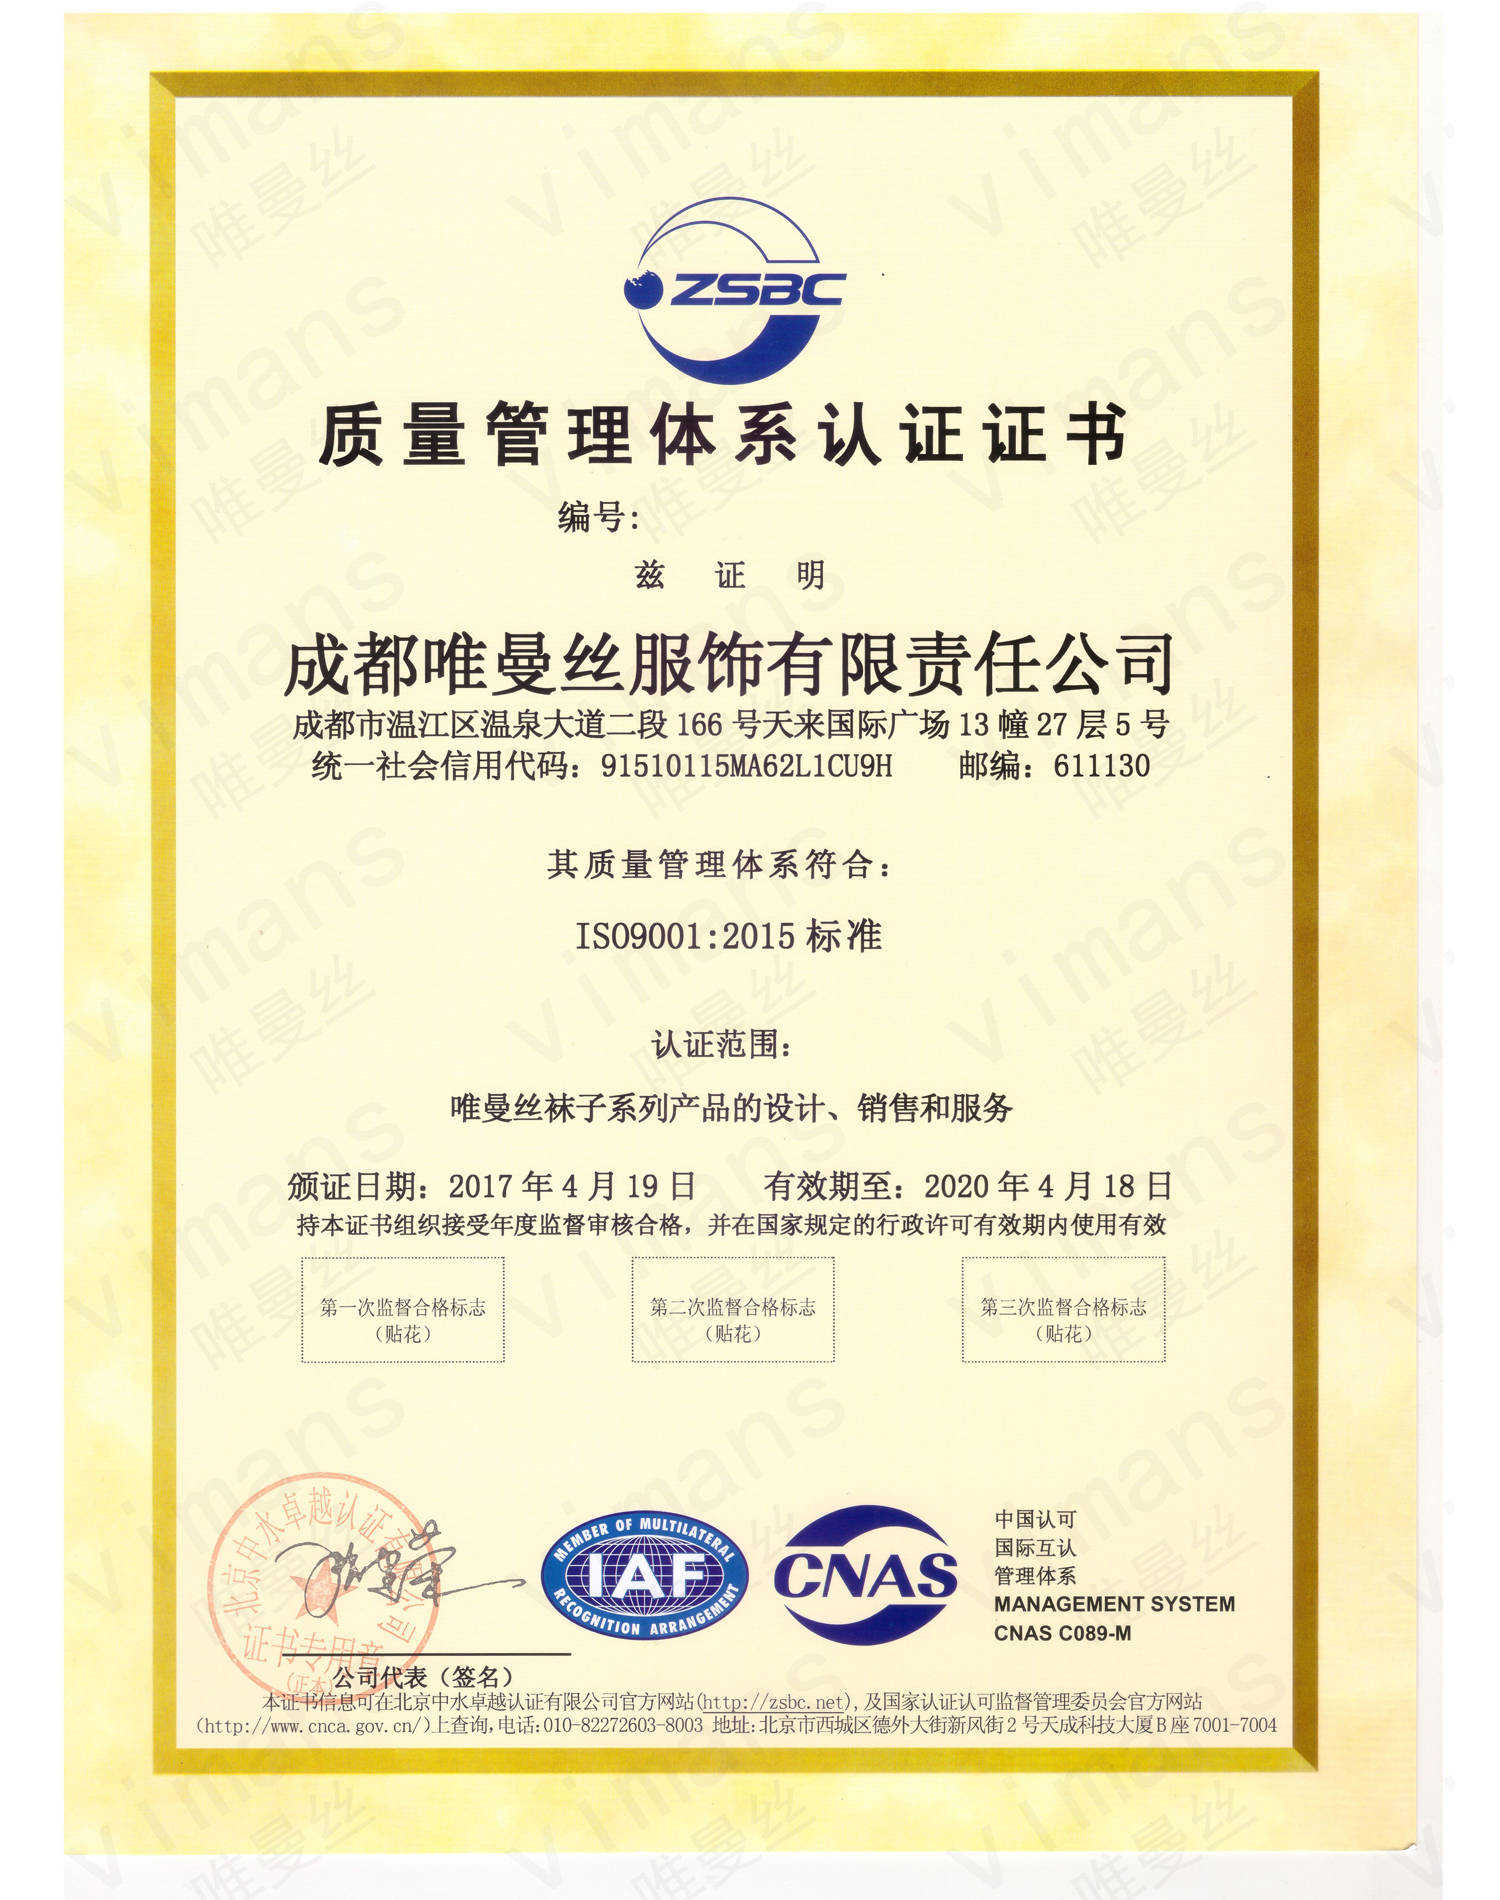 ZSBC
质量管理体系认证证书
编号:
兹 证 明
成都唯曼丝服饰有限责任公司
成都市温江区温泉大道二段 166 号天来国际广场 13 幢 27 层 5 号
统一社会信用代码：91510115MA62L1CU9H 邮编：611130
其质量管理体系符合：
ISO9001:2015 标准
认证范围：
唯曼丝袜子系列产品的设计、销售和服务
颁证日期：2017 年 4 月 19 日 有效期至：2020 年 4 月 18 日
持本证书组织接受年度监督审核合格，并在国家规定的行政许可有效期内使用有效
第一次监督合格标志
（贴花）
第二次监督合格标志
（贴花）
第三次监督合格标志
（贴花）
北京中水卓越认证有限公司
证书专用章
(正本)
MEMBER OF MULTILATERAL
IAF
RECOGNITION ARRANGEMENT
CNAS
中国认可
国际互认
管理体系
MANAGEMENT SYSTEM
CNAS C089-M
公司代表（签名）
本证书信息可在北京中水卓越认证有限公司官方网站(http://zsbc.net), 及国家认证认可监督管理委员会官方网站
(http://www.cnca.gov.cn/)上查询, 电话:010-82272603-8003 地址: 北京市西城区德外大街新风街 2 号天成科技大厦 B 座 7001-7004
vimans
唯曼丝